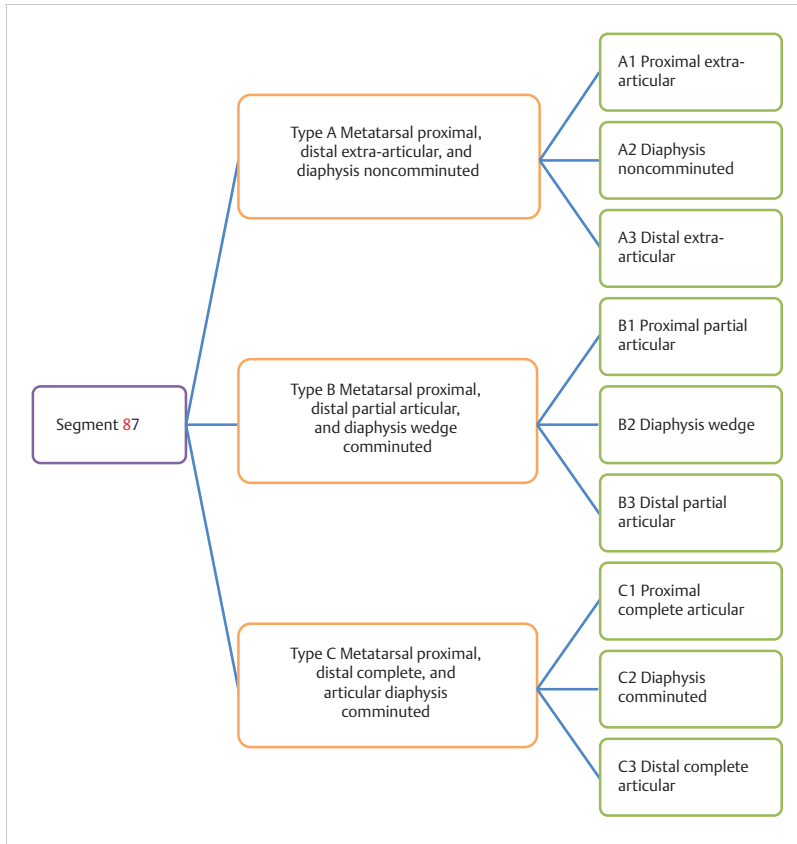 Segment 87
Type A Metatarsal proximal,
distal extra-articular, and
diaphysis noncomminuted
A1 Proximal extra-
articular
A2 Diaphysis
noncomminuted
A3 Distal extra-
articular
Type B Metatarsal proximal,
distal partial articular,
and diaphysis wedge
comminuted
B1 Proximal partial
articular
B2 Diaphysis wedge
B3 Distal partial
articular
Type C Metatarsal proximal,
distal complete, and
articular diaphysis
comminuted
C1 Proximal
complete articular
C2 Diaphysis
comminuted
C3 Distal complete
articular